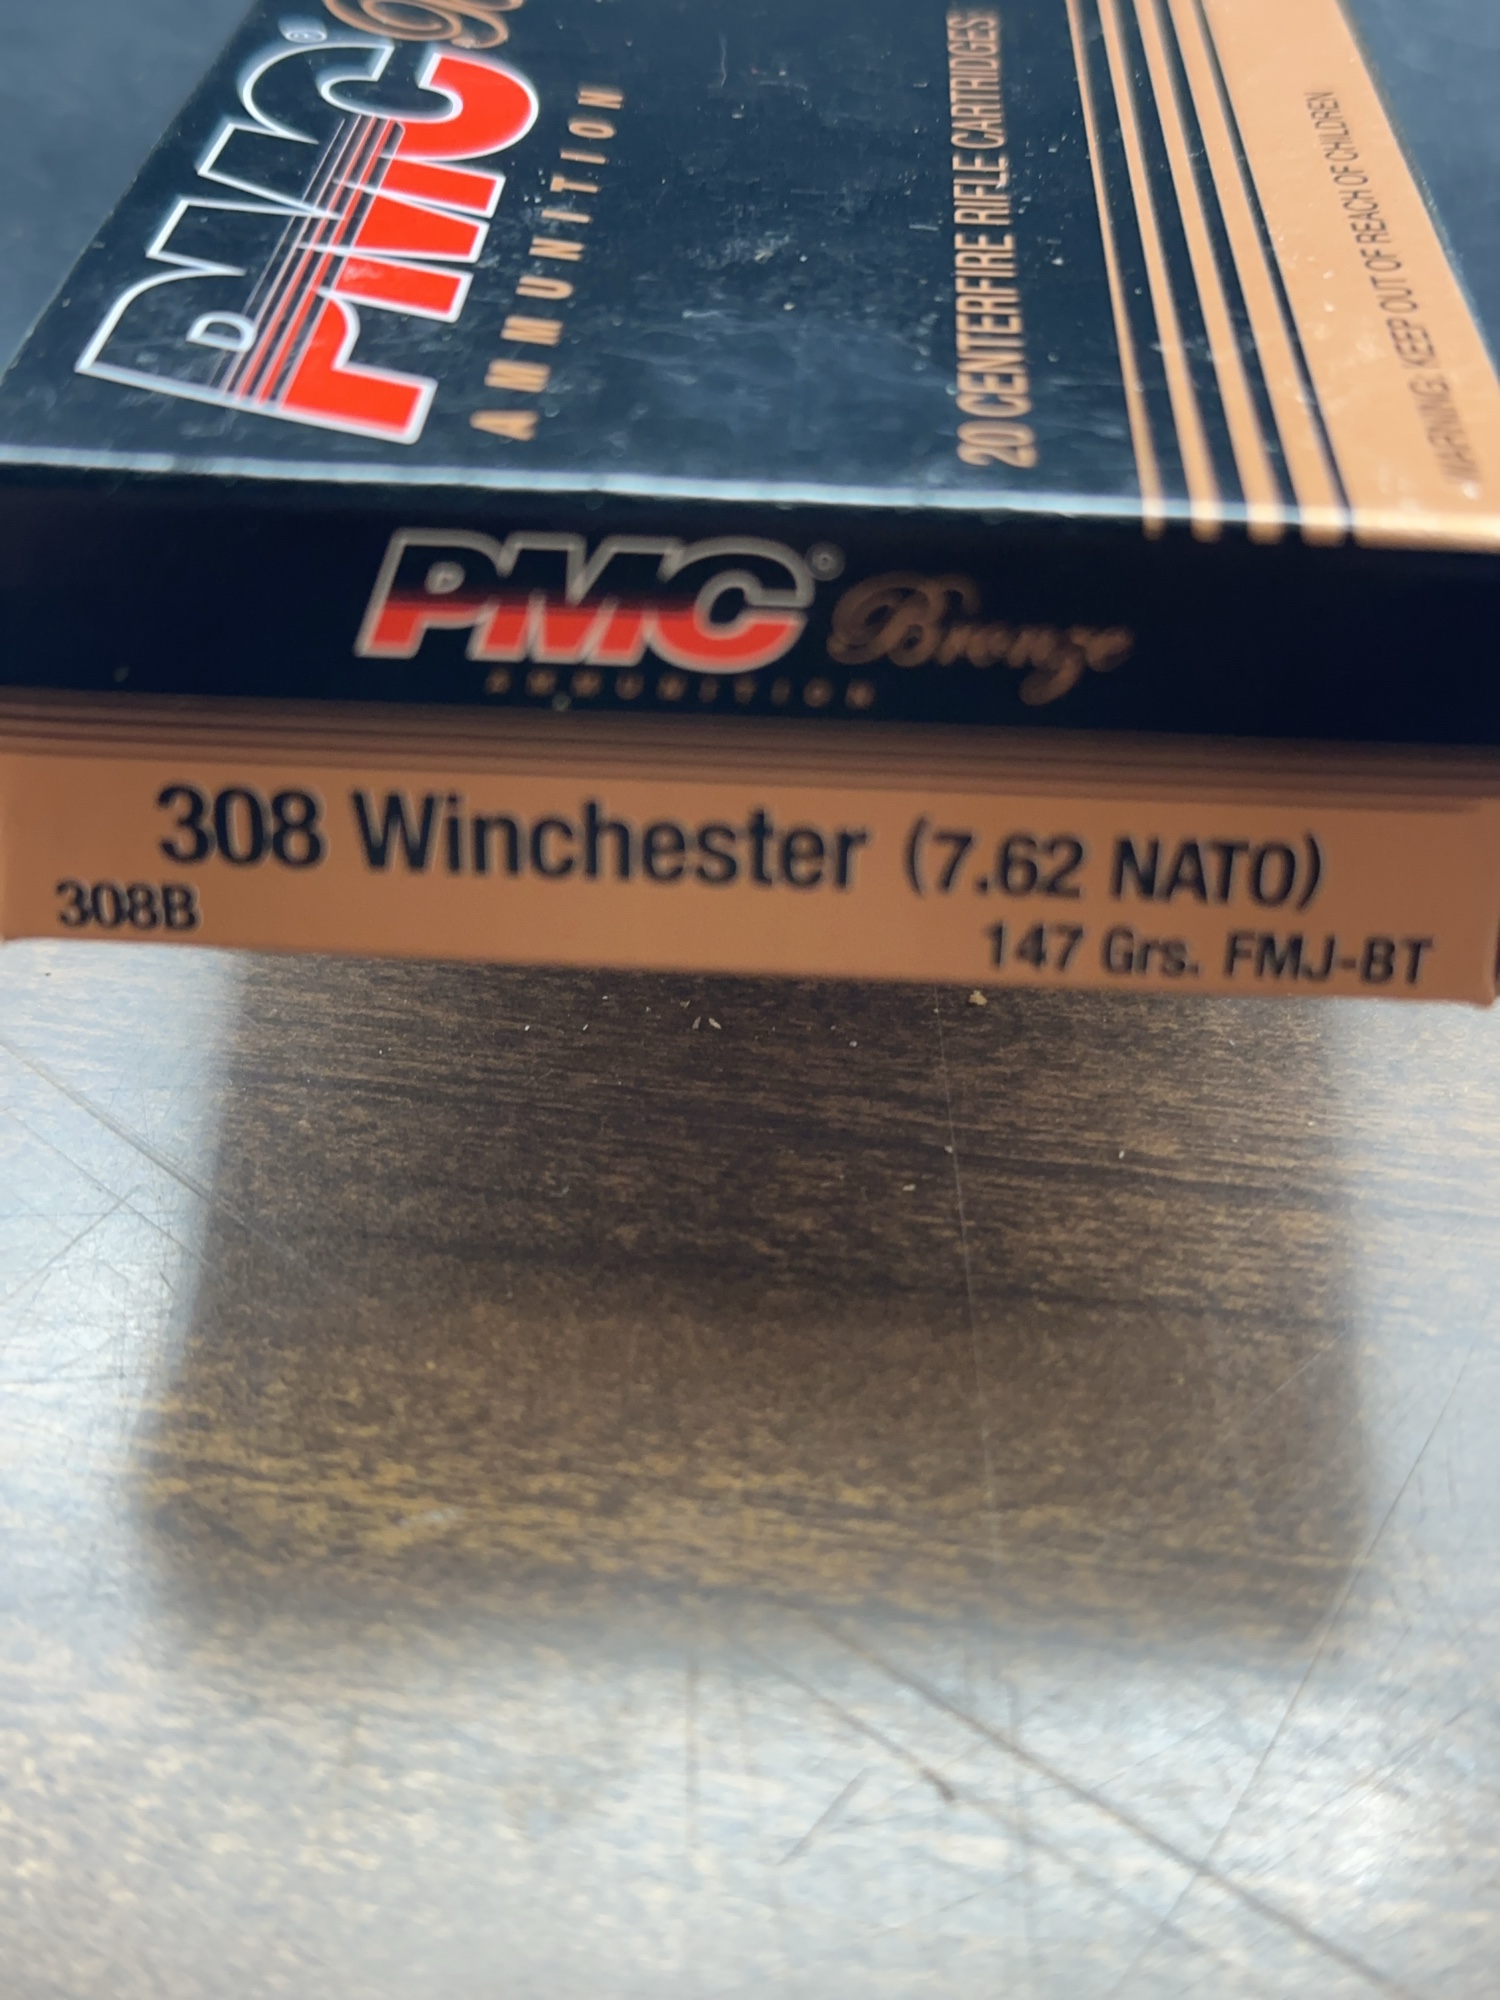 PMC®
AMMUNITION
20 CENTERFIRE RIFLE CARTRIDGES
WARNING: KEEP OUT OF REACH OF CHILDREN
PMC® Bronze
AMMUNITION
308 Winchester (7.62 NATO)
308B
147 Grs. FMJ-BT